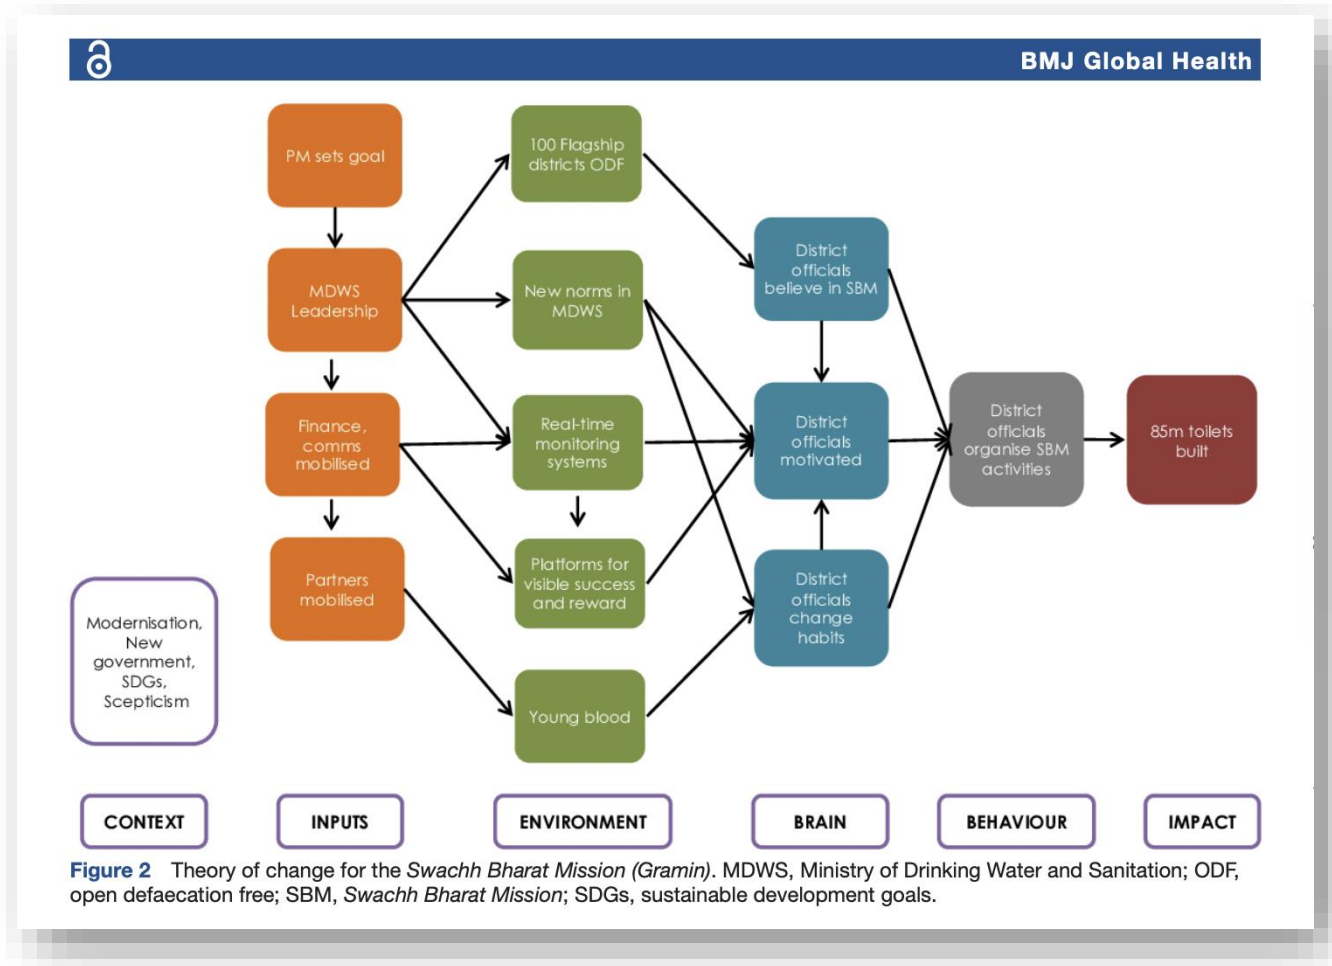 BMJ Global Health
PM sets goal
MDWS
Leadership
Finance,
comms
mobilised
Partners
mobilised
100 Flagship
districts ODF
New norms in
MDWS
Real-time
monitoring
systems
Platforms for
visible success
and reward
Young blood
District
officials
believe in SBM
District
officials
motivated
District
officials
change
habits
District
officials
organise SBM
activities
85m toilets
built
Modernisation,
New
government,
SDGs,
Scepticism
CONTEXT
INPUTS
ENVIRONMENT
BRAIN
BEHAVIOUR
IMPACT
Figure 2 Theory of change for the Swachh Bharat Mission (Gramin). MDWS, Ministry of Drinking Water and Sanitation; ODF,
open defaecation free; SBM, Swachh Bharat Mission; SDGs, sustainable development goals.